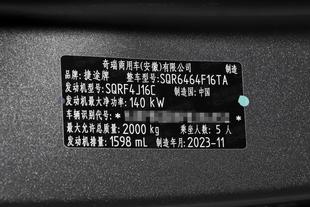 奇瑞商用车(安徽)有限公司 制造
品牌:捷途牌 整车型号:SQR6464F16TA
发动机型号:SQRF4J16C 制造国:中国
发动机最大净功率:140 kW
车辆识别代号:*
最大允许总质量:2000 kg 乘坐人数:5 人
发动机排量:1598 mL 制造年月:2023-11